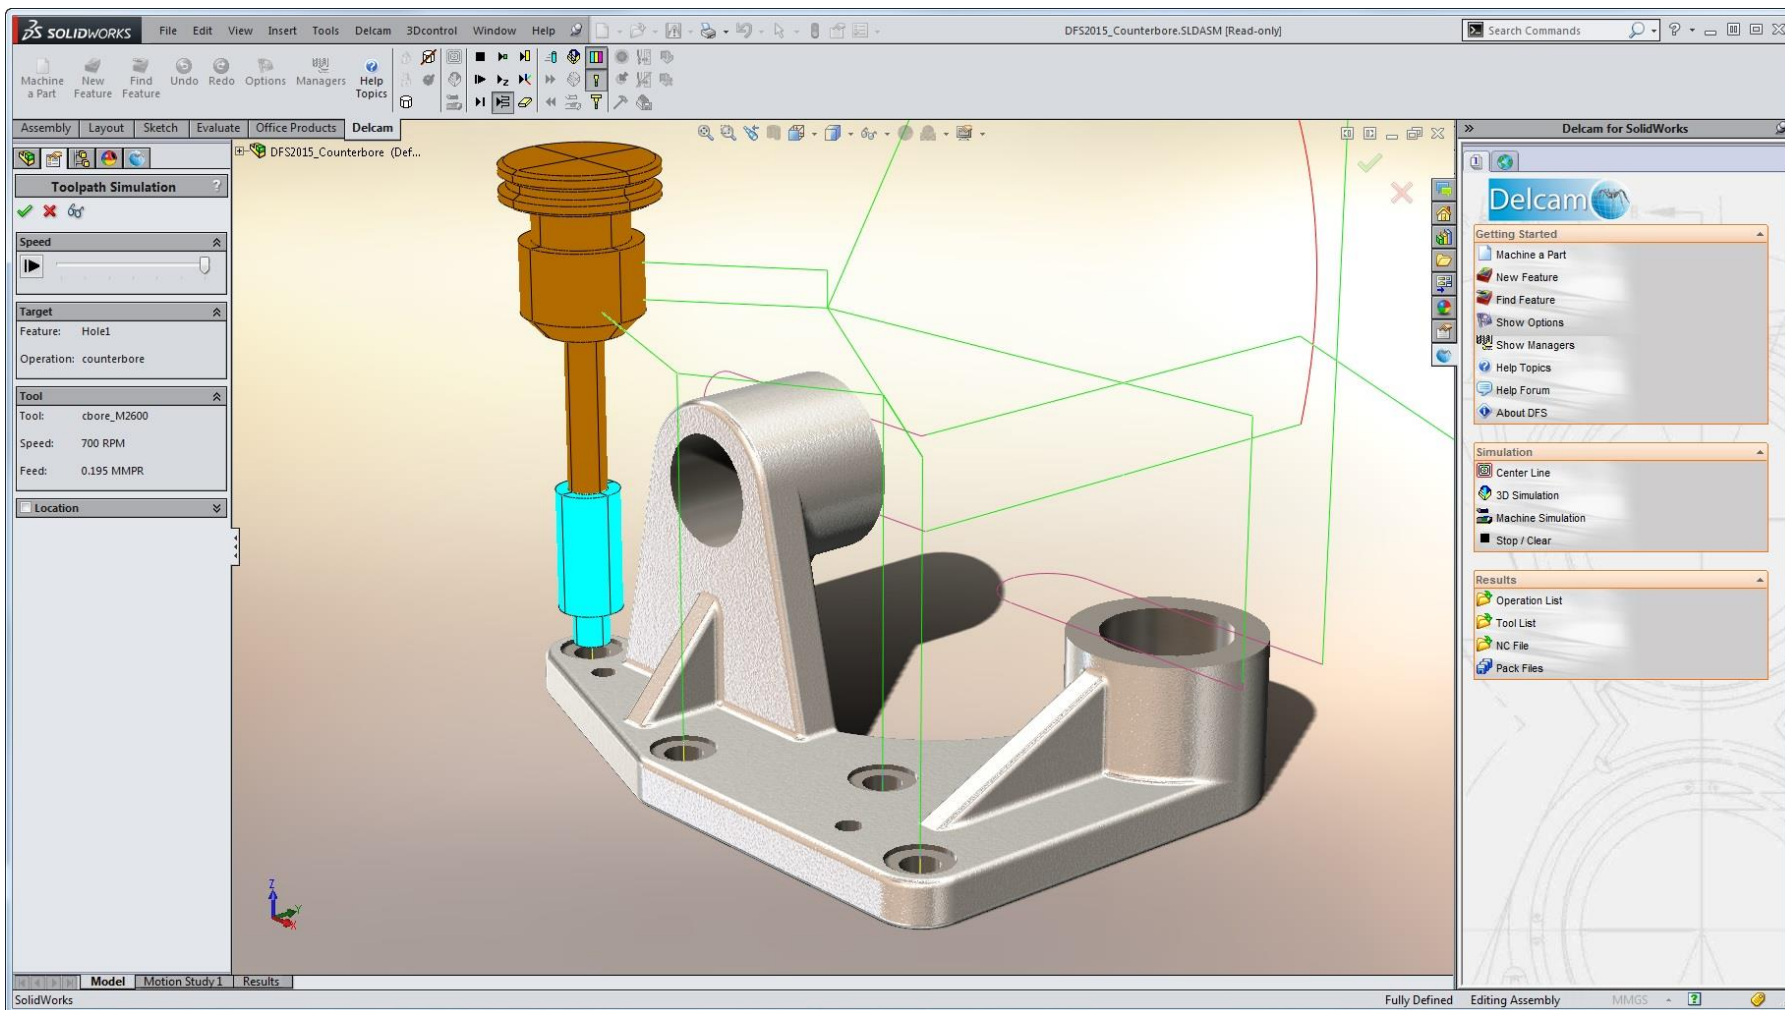 SOLIDWORKS File Edit View Insert Tools Delcam 3Dcontrol Window Help DFS2015_Counterbore.SLDASM [Read-only] Search Commands
Machine a Part
New Feature
Find Feature
Undo
Redo
Options
Managers
Help Topics
Assembly Layout Sketch Evaluate Office Products Delcam
DFS2015_Counterbore (Def...
Toolpath Simulation ?
Speed
Target
Feature: Hole1
Operation: counterbore
Tool
Tool: cbore_M2600
Speed: 700 RPM
Feed: 0.195 MMPR
Location
Z
Y
X
Delcam for SolidWorks
Delcam
Getting Started
Machine a Part
New Feature
Find Feature
Show Options
Show Managers
Help Topics
Help Forum
About DFS
Simulation
Center Line
3D Simulation
Machine Simulation
Stop / Clear
Results
Operation List
Tool List
NC File
Pack Files
Model Motion Study 1 Results
SolidWorks Fully Defined Editing Assembly MMGS